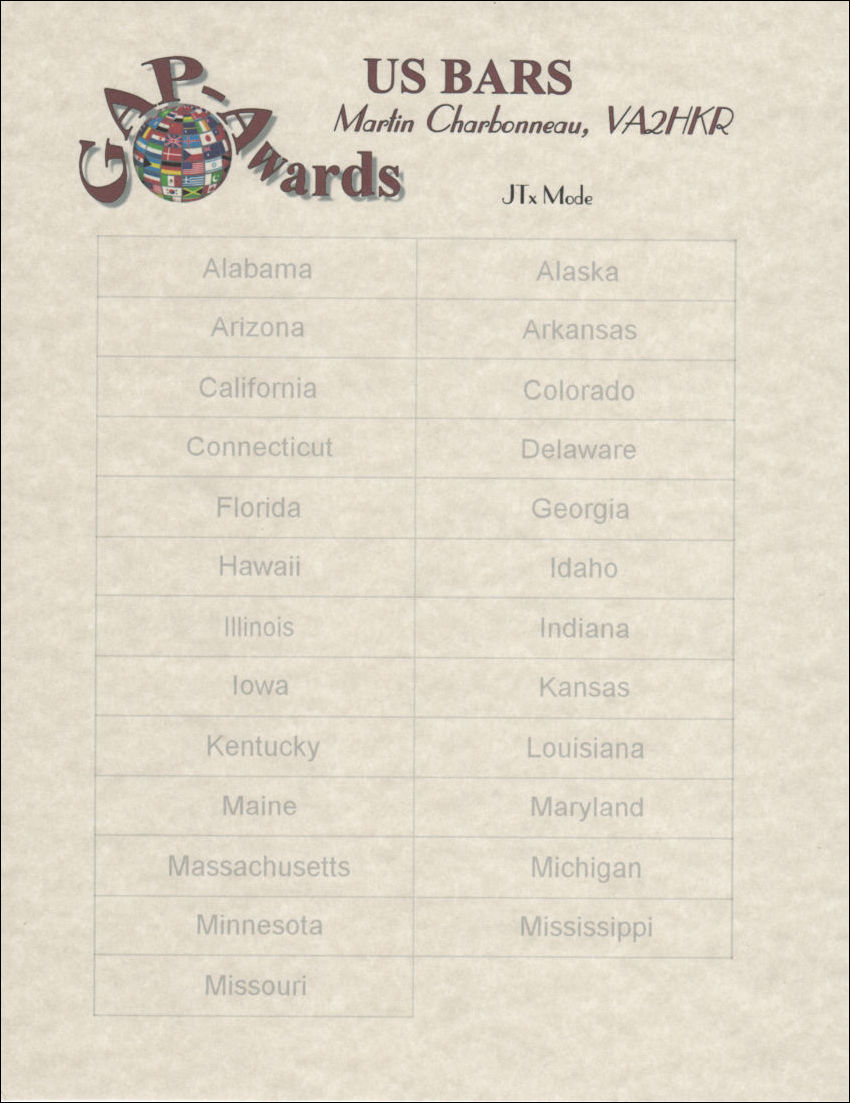 GAP-Awards
US BARS
Martin Charbonneau, VA2HKR
JTx Mode
Alabama Alaska
Arizona Arkansas
California Colorado
Connecticut Delaware
Florida Georgia
Hawaii Idaho
Illinois Indiana
Iowa Kansas
Kentucky Louisiana
Maine Maryland
Massachusetts Michigan
Minnesota Mississippi
Missouri